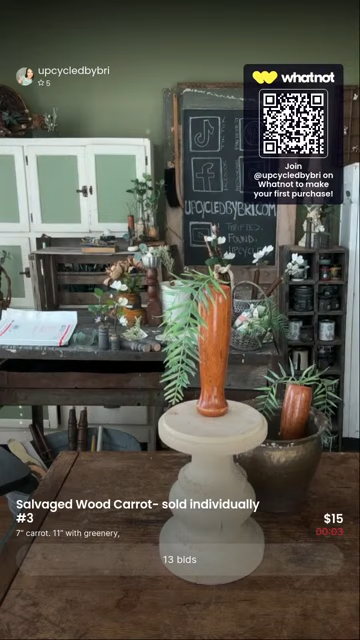 upcycledbybri
☆5
whatnot
Join
@upcycledbybri on
Whatnot to make
your first purchase!
UPCYCLEDBYBRI.COM
Salvaged Wood Carrot- sold individually
#3
$15
7" carrot. 11" with greenery,
00:03
13 bids